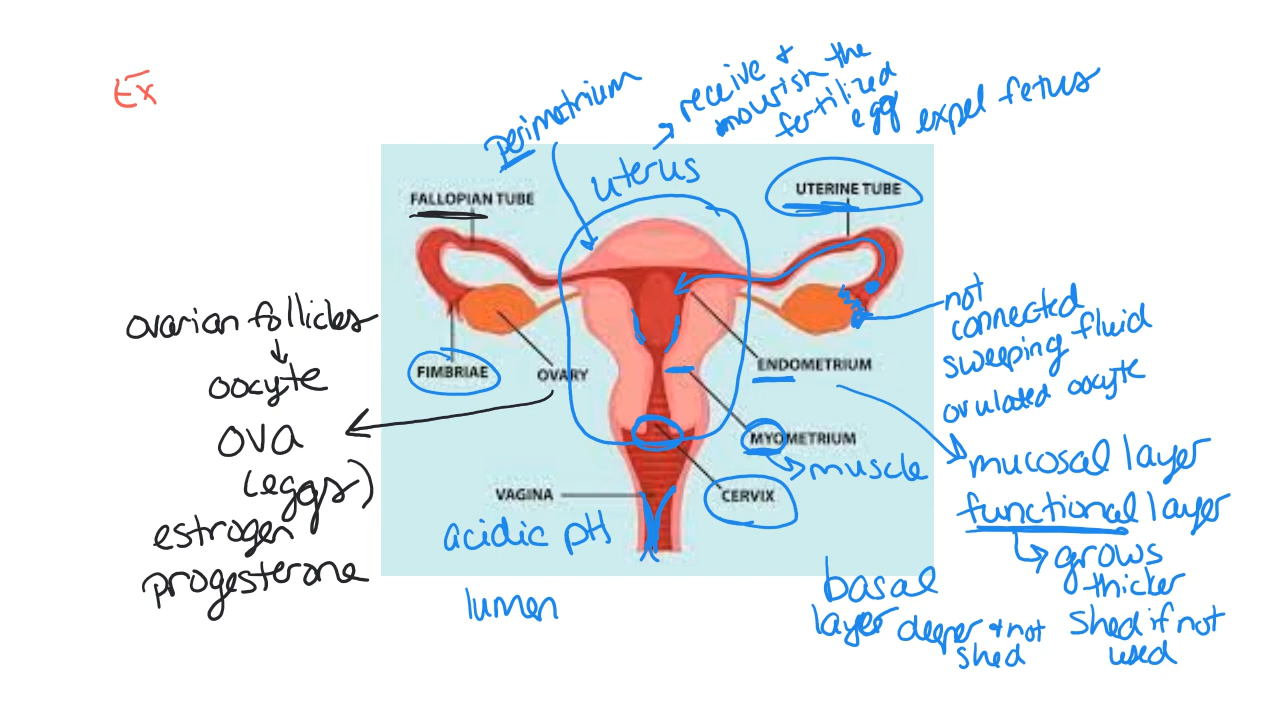 Ex
perimetrium
uterus
receive &
nourish the
fertilized
egg
expel fetus
FALLOPIAN TUBE
UTERINE TUBE
ovarian follicles
oocyte
ova
(eggs)
estrogen
progesterone
FIMBRIAE
OVARY
ENDOMETRIUM
MYOMETRIUM
muscle
CERVIX
VAGINA
acidic pH
lumen
not
connected
sweeping fluid
ovulated oocyte
mucosal layer
functional layer
grows
thicker
shed if not
used
basal
layer deeper & not
shed